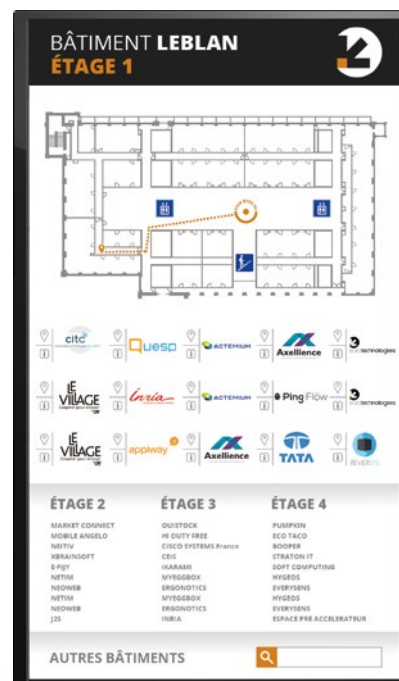 BÂTIMENT LEBLAN
ÉTAGE 1
citc
Quesp
ACTEMIUM
Axellience
LE VILLAGE
Inria
ACTEMIUM
Ping Flow
LE VILLAGE
appiway
Axellience
TATA
ÉTAGE 2
MARKET CONNECT
MOBILE ANGELO
NEITIV
XBRAINSOFT
E-PIJY
NETIM
NEOWEB
NETIM
NEOWEB
J2S
ÉTAGE 3
OUISTOCK
HI DUTY FREE
CISCO SYSTEMS France
CEIS
IKARAMI
MYEGGBOX
ERGONOTICS
MYEGGBOX
ERGONOTICS
INRIA
ÉTAGE 4
PUMPKIN
ECO TACO
BOOPER
STRATON IT
SOFT COMPUTING
HYGEOS
EVERYSENS
HYGEOS
EVERYSENS
ESPACE PRE ACCELERATEUR
AUTRES BÂTIMENTS